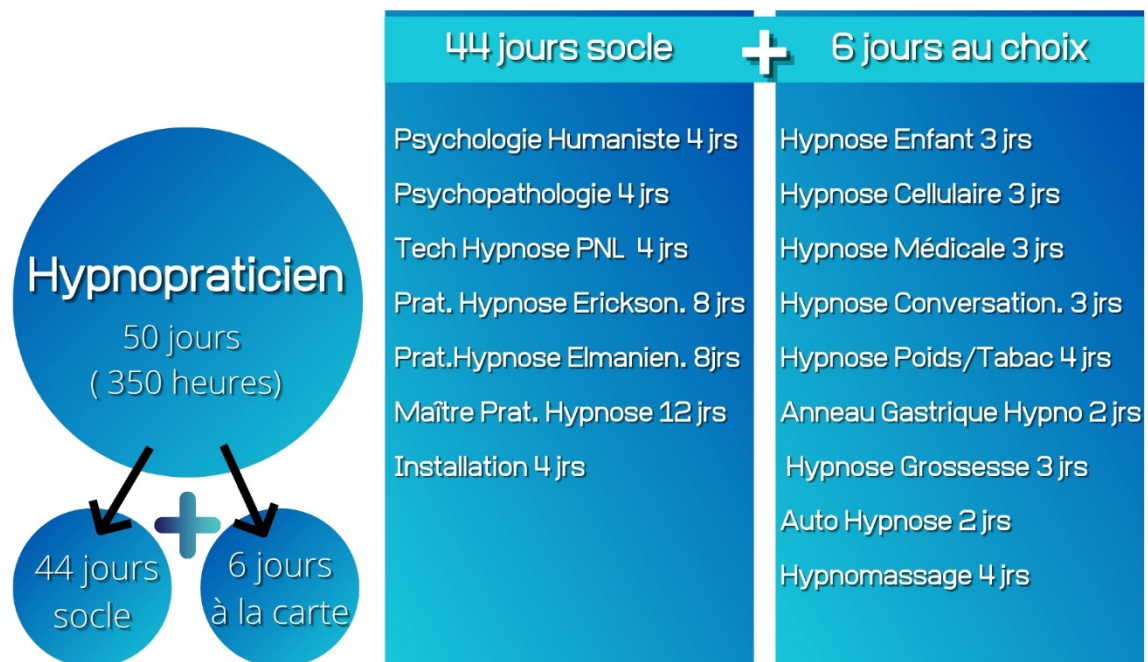 Hypnopraticien
50 jours
( 350 heures)
44 jours
socle
6 jours
à la carte
44 jours socle
Psychologie Humaniste 4 jrs
Psychopathologie 4 jrs
Tech Hypnose PNL 4 jrs
Prat. Hypnose Erickson. 8 jrs
Prat.Hypnose Elmanien. 8jrs
Maître Prat. Hypnose 12 jrs
Installation 4 jrs
+
6 jours au choix
Hypnose Enfant 3 jrs
Hypnose Cellulaire 3 jrs
Hypnose Médicale 3 jrs
Hypnose Conversation. 3 jrs
Hypnose Poids/Tabac 4 jrs
Anneau Gastrique Hypno 2 jrs
Hypnose Grossesse 3 jrs
Auto Hypnose 2 jrs
Hypnomassage 4 jrs